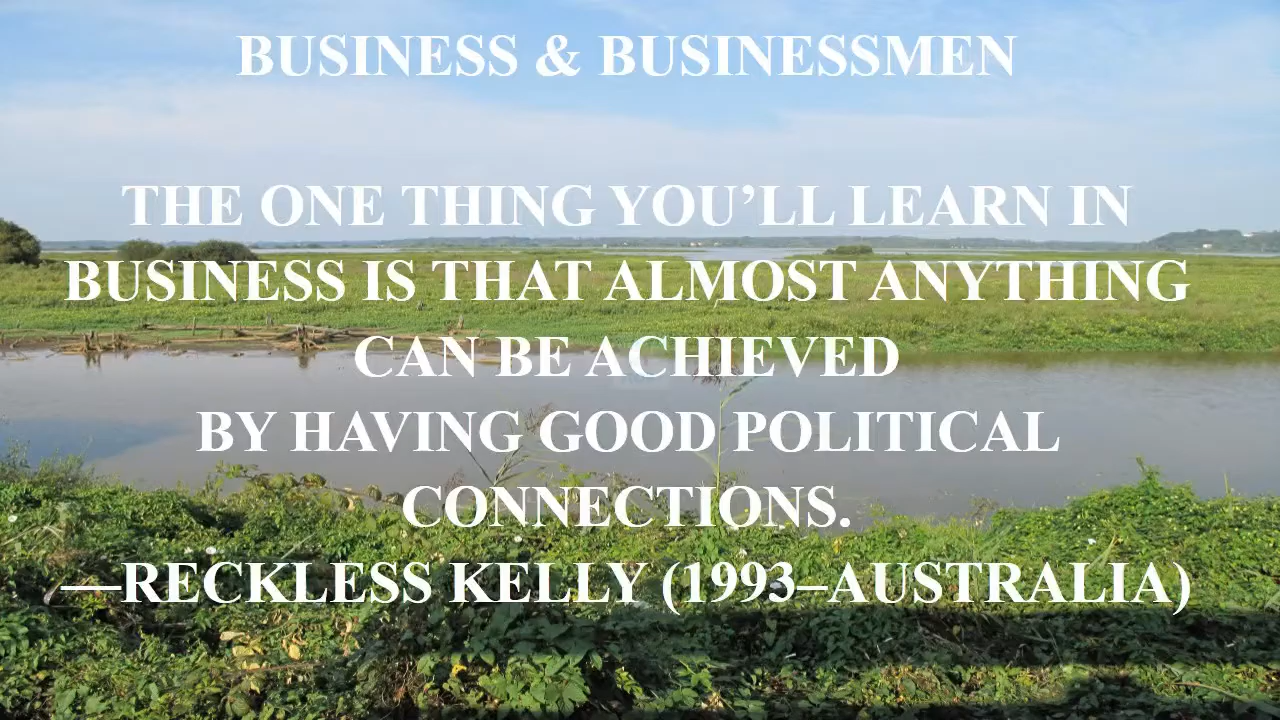 BUSINESS & BUSINESSMEN
THE ONE THING YOU’LL LEARN IN
BUSINESS IS THAT ALMOST ANYTHING
CAN BE ACHIEVED
BY HAVING GOOD POLITICAL
CONNECTIONS.
—RECKLESS KELLY (1993–AUSTRALIA)